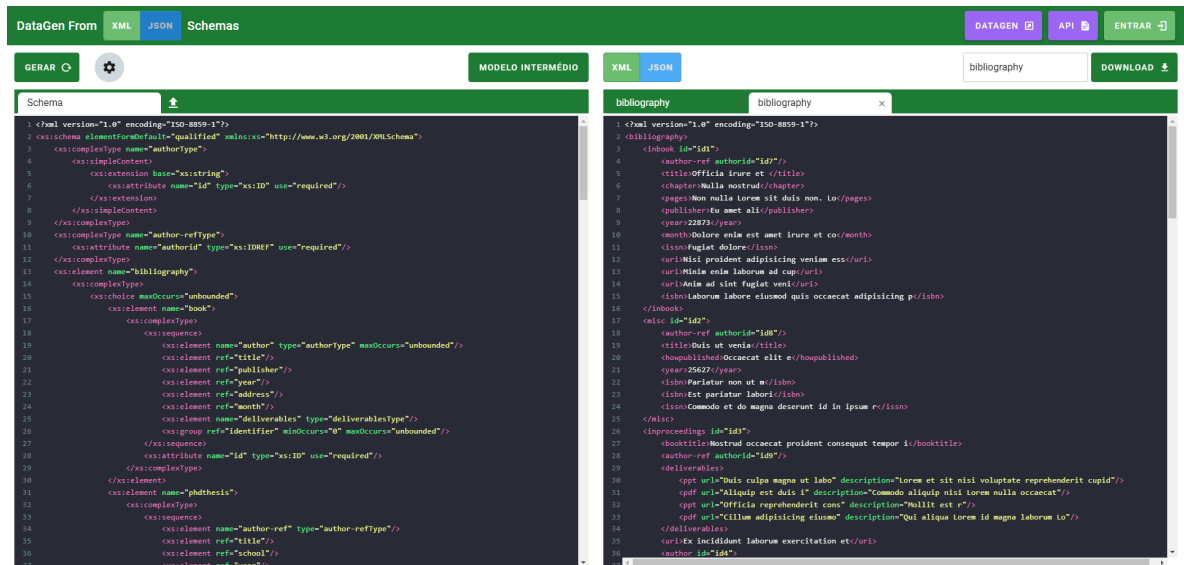 DataGen From XML JSON Schemas DATAGEN API ENTRAR
GERAR MODELO INTERMÉDIO XML JSON bibliography DOWNLOAD
Schema
1 <?xml version="1.0" encoding="ISO-8859-1"?>
2 <xs:schema elementFormDefault="qualified" xmlns:xs="http://www.w3.org/2001/XMLSchema">
3 <xs:complexType name="authorType">
4 <xs:simpleContent>
5 <xs:extension base="xs:string">
6 <xs:attribute name="id" type="xs:ID" use="required"/>
7 </xs:extension>
8 </xs:simpleContent>
9 </xs:complexType>
10 <xs:complexType name="author-refType">
11 <xs:attribute name="authorid" type="xs:IDREF" use="required"/>
12 </xs:complexType>
13 <xs:element name="bibliography">
14 <xs:complexType>
15 <xs:choice maxOccurs="unbounded">
16 <xs:element name="book">
17 <xs:complexType>
18 <xs:sequence>
19 <xs:element name="author" type="authorType" maxOccurs="unbounded"/>
20 <xs:element ref="title"/>
21 <xs:element ref="publisher"/>
22 <xs:element ref="year"/>
23 <xs:element ref="address"/>
24 <xs:element ref="month"/>
25 <xs:element name="deliverables" type="deliverablesType"/>
26 <xs:group ref="identifier" minOccurs="0" maxOccurs="unbounded"/>
27 </xs:sequence>
28 <xs:attribute name="id" type="xs:ID" use="required"/>
29 </xs:complexType>
30 </xs:element>
31 <xs:element name="phdthesis">
32 <xs:complexType>
33 <xs:sequence>
34 <xs:element name="author-ref" type="author-refType"/>
35 <xs:element ref="title"/>
36 <xs:element ref="school"/>
bibliography bibliography ×
1 <?xml version="1.0" encoding="ISO-8859-1"?>
2 <bibliography>
3 <inbook id="id1">
4 <author-ref authorid="id7"/>
5 <title>Officia irure et </title>
6 <chapter>Nulla nostrud</chapter>
7 <pages>Non nulla Lorem sit duis non. Lo</pages>
8 <publisher>Eu amet ali</publisher>
9 <year>22873</year>
10 <month>Dolore enim est amet irure et co</month>
11 <issn>Fugiat dolore</issn>
12 <uri>Nisi proident adipisicing veniam ess</uri>
13 <uri>Minim enim laborum ad cup</uri>
14 <uri>Anim ad sint fugiat veni</uri>
15 <isbn>Laborum labore eiusmod quis occaecat adipisicing p</isbn>
16 </inbook>
17 <misc id="id2">
18 <author-ref authorid="id8"/>
19 <title>Duis ut venia</title>
20 <howpublished>Occaecat elit e</howpublished>
21 <year>25627</year>
22 <isbn>Pariatur non ut m</isbn>
23 <isbn>Est pariatur labori</isbn>
24 <issn>Commodo et do magna deserunt id in ipsum r</issn>
25 </misc>
26 <inproceedings id="id3">
27 <booktitle>Nostrud occaecat proident consequat tempor i</booktitle>
28 <author-ref authorid="id9"/>
29 <deliverables>
30 <ppt url="Duis culpa magna ut labo" description="Lorem et sit nisi voluptate reprehenderit cupid"/>
31 <pdf url="Aliquip est duis i" description="Commodo aliquip nisi Lorem nulla occaecat"/>
32 <ppt url="Officia reprehenderit cons" description="Mollit est r"/>
33 <pdf url="Cillum adipisicing eiusmo" description="Qui aliqua Lorem id magna laborum Lo"/>
34 </deliverables>
35 <uri>Ex incididunt laborum exercitation et</uri>
36 <author id="id4">